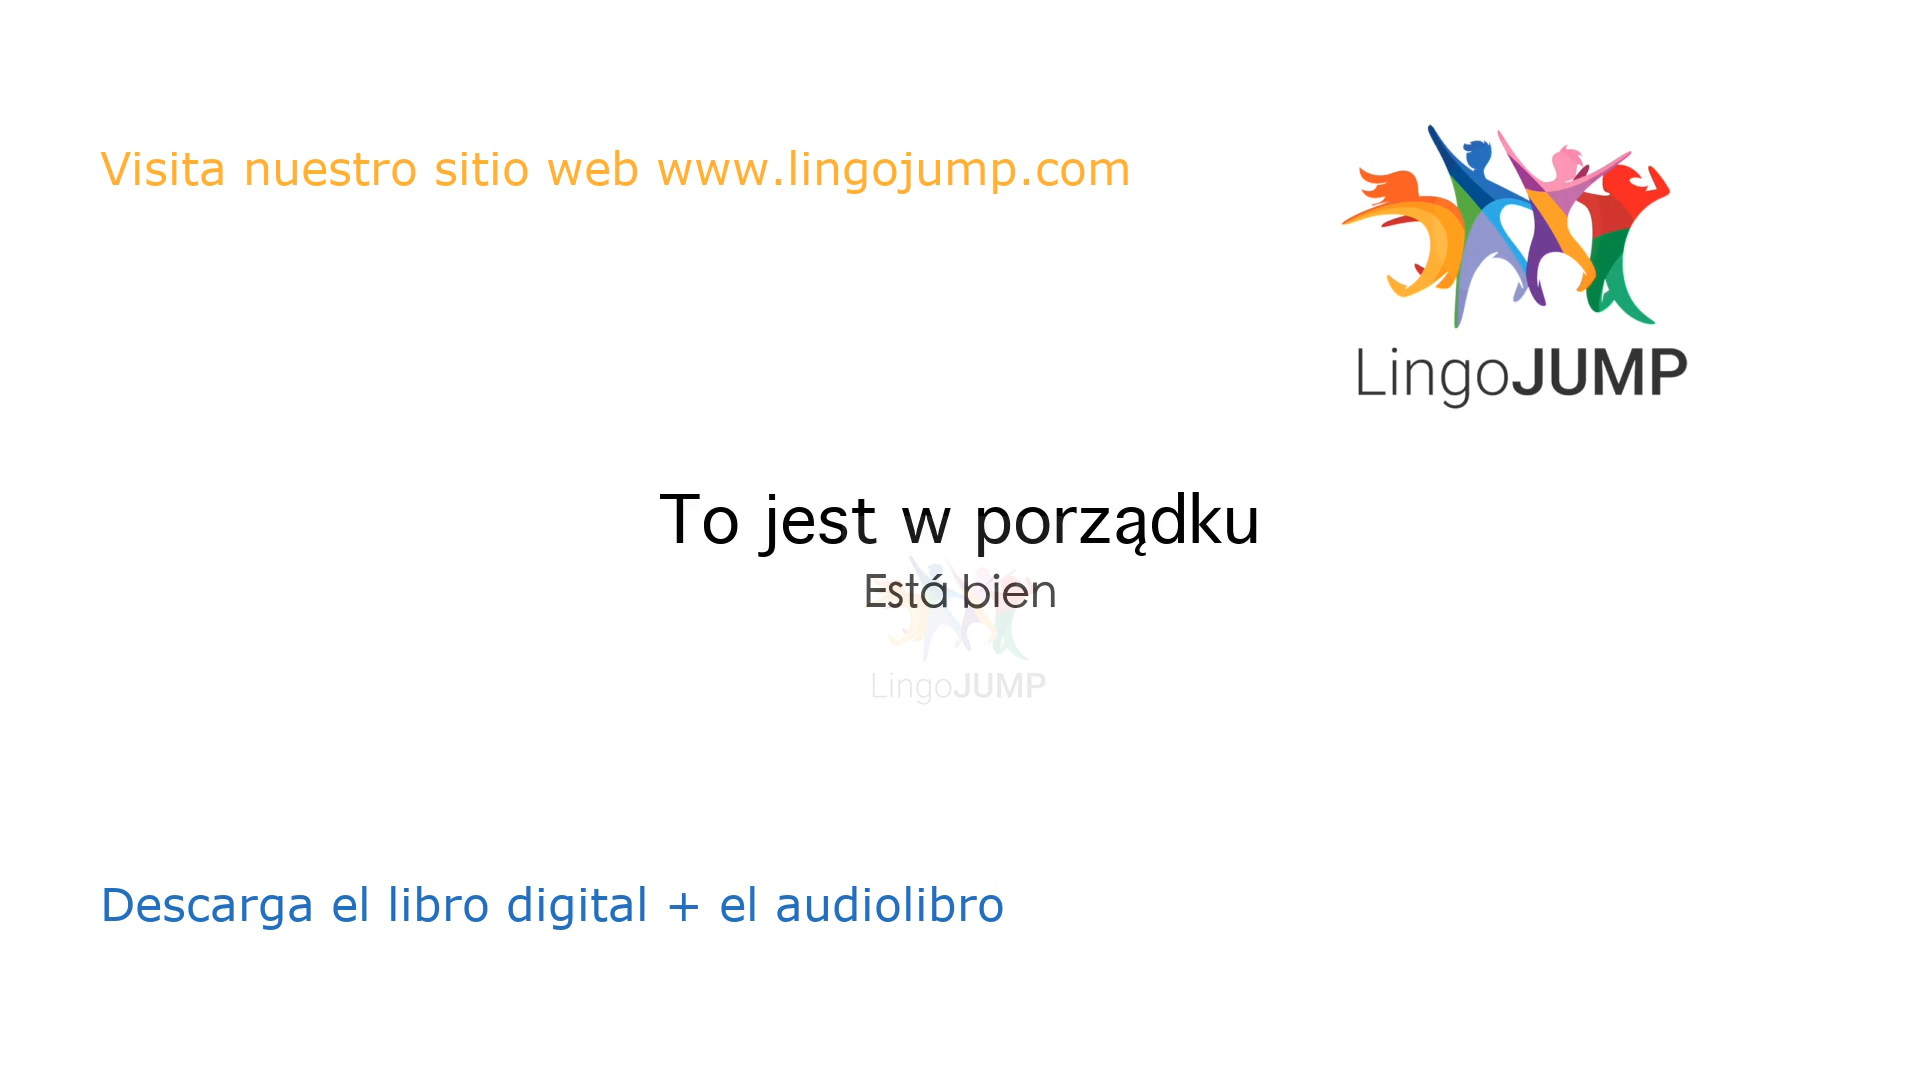 Visita nuestro sitio web www.lingojump.com
LingoJUMP
To jest w porządku
Está bien
LingoJUMP
Descarga el libro digital + el audiolibro